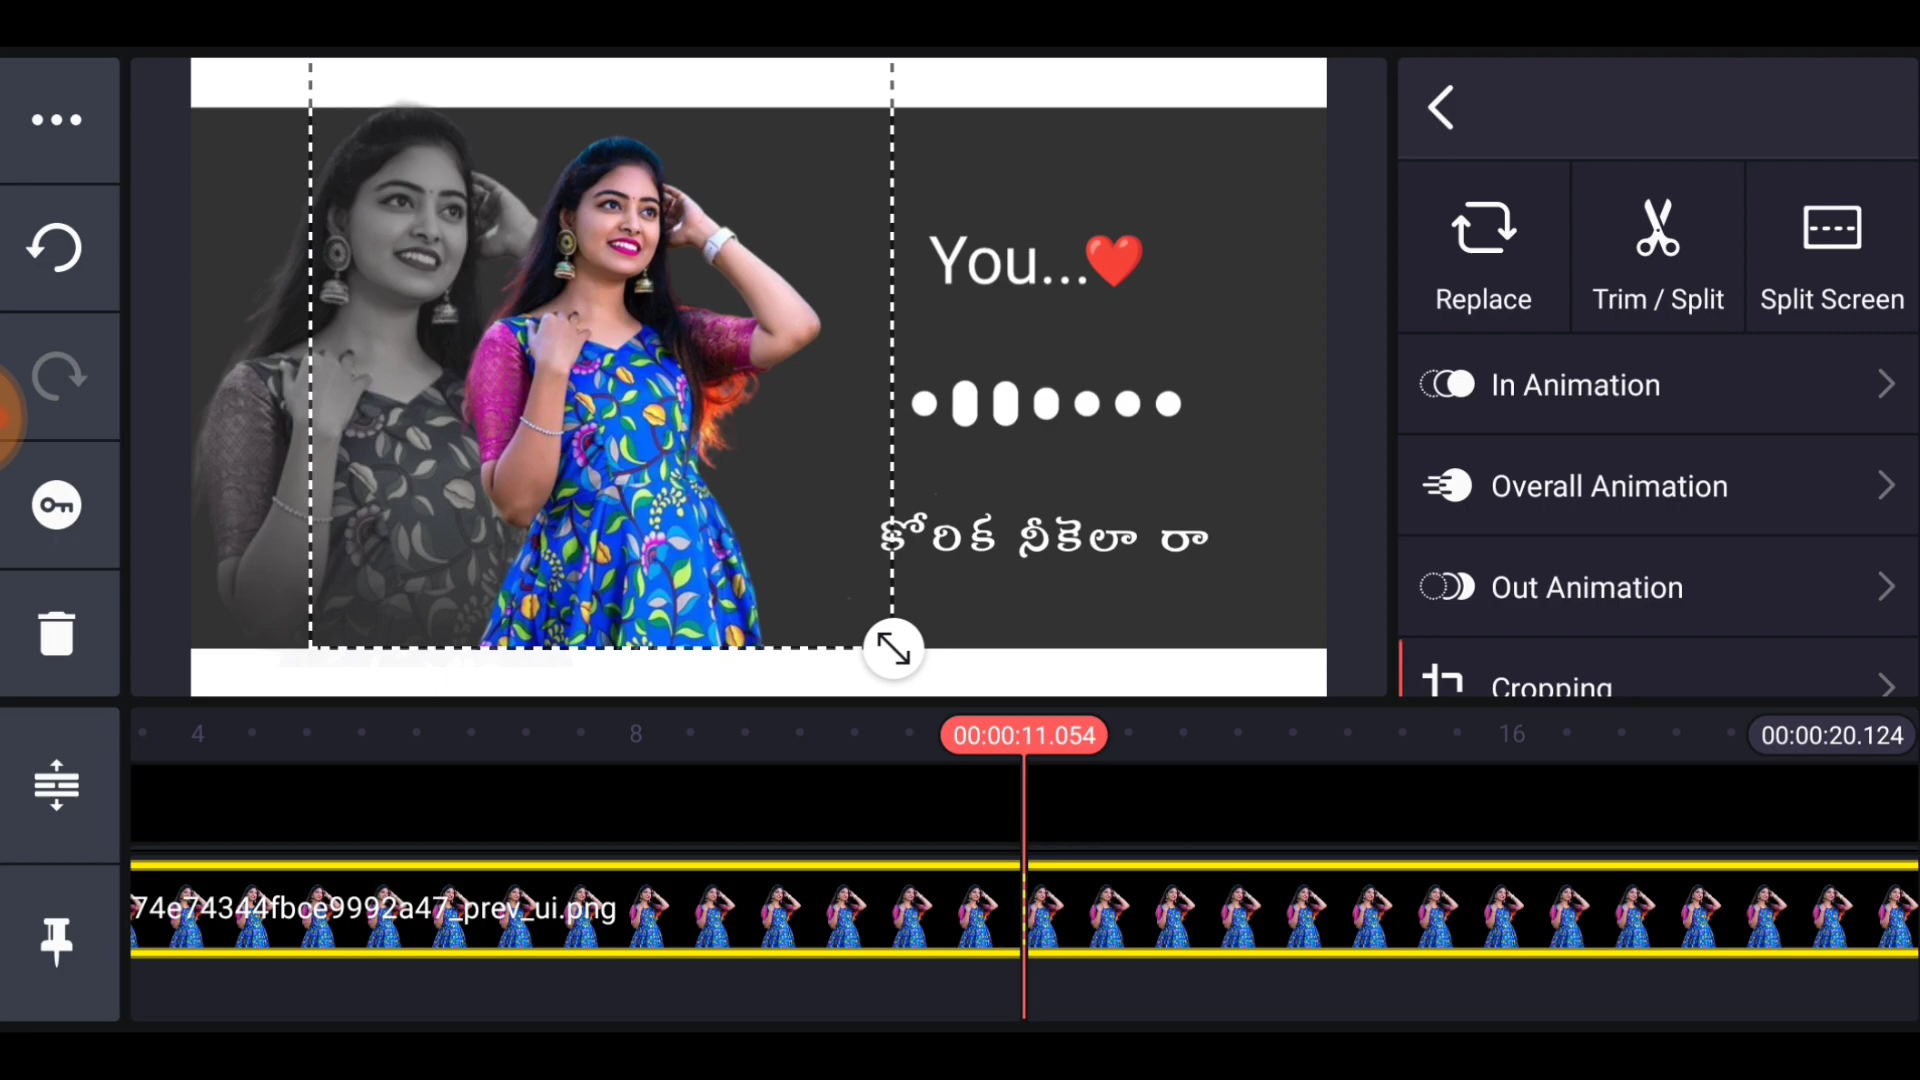 You...❤️
కోరిక నీకెలా రా
Replace
Trim / Split
Split Screen
In Animation
Overall Animation
Out Animation
Cropping
4
8
00:00:11.054
16
00:00:20.124
74e74344fbce9992a47_prev_ui.png